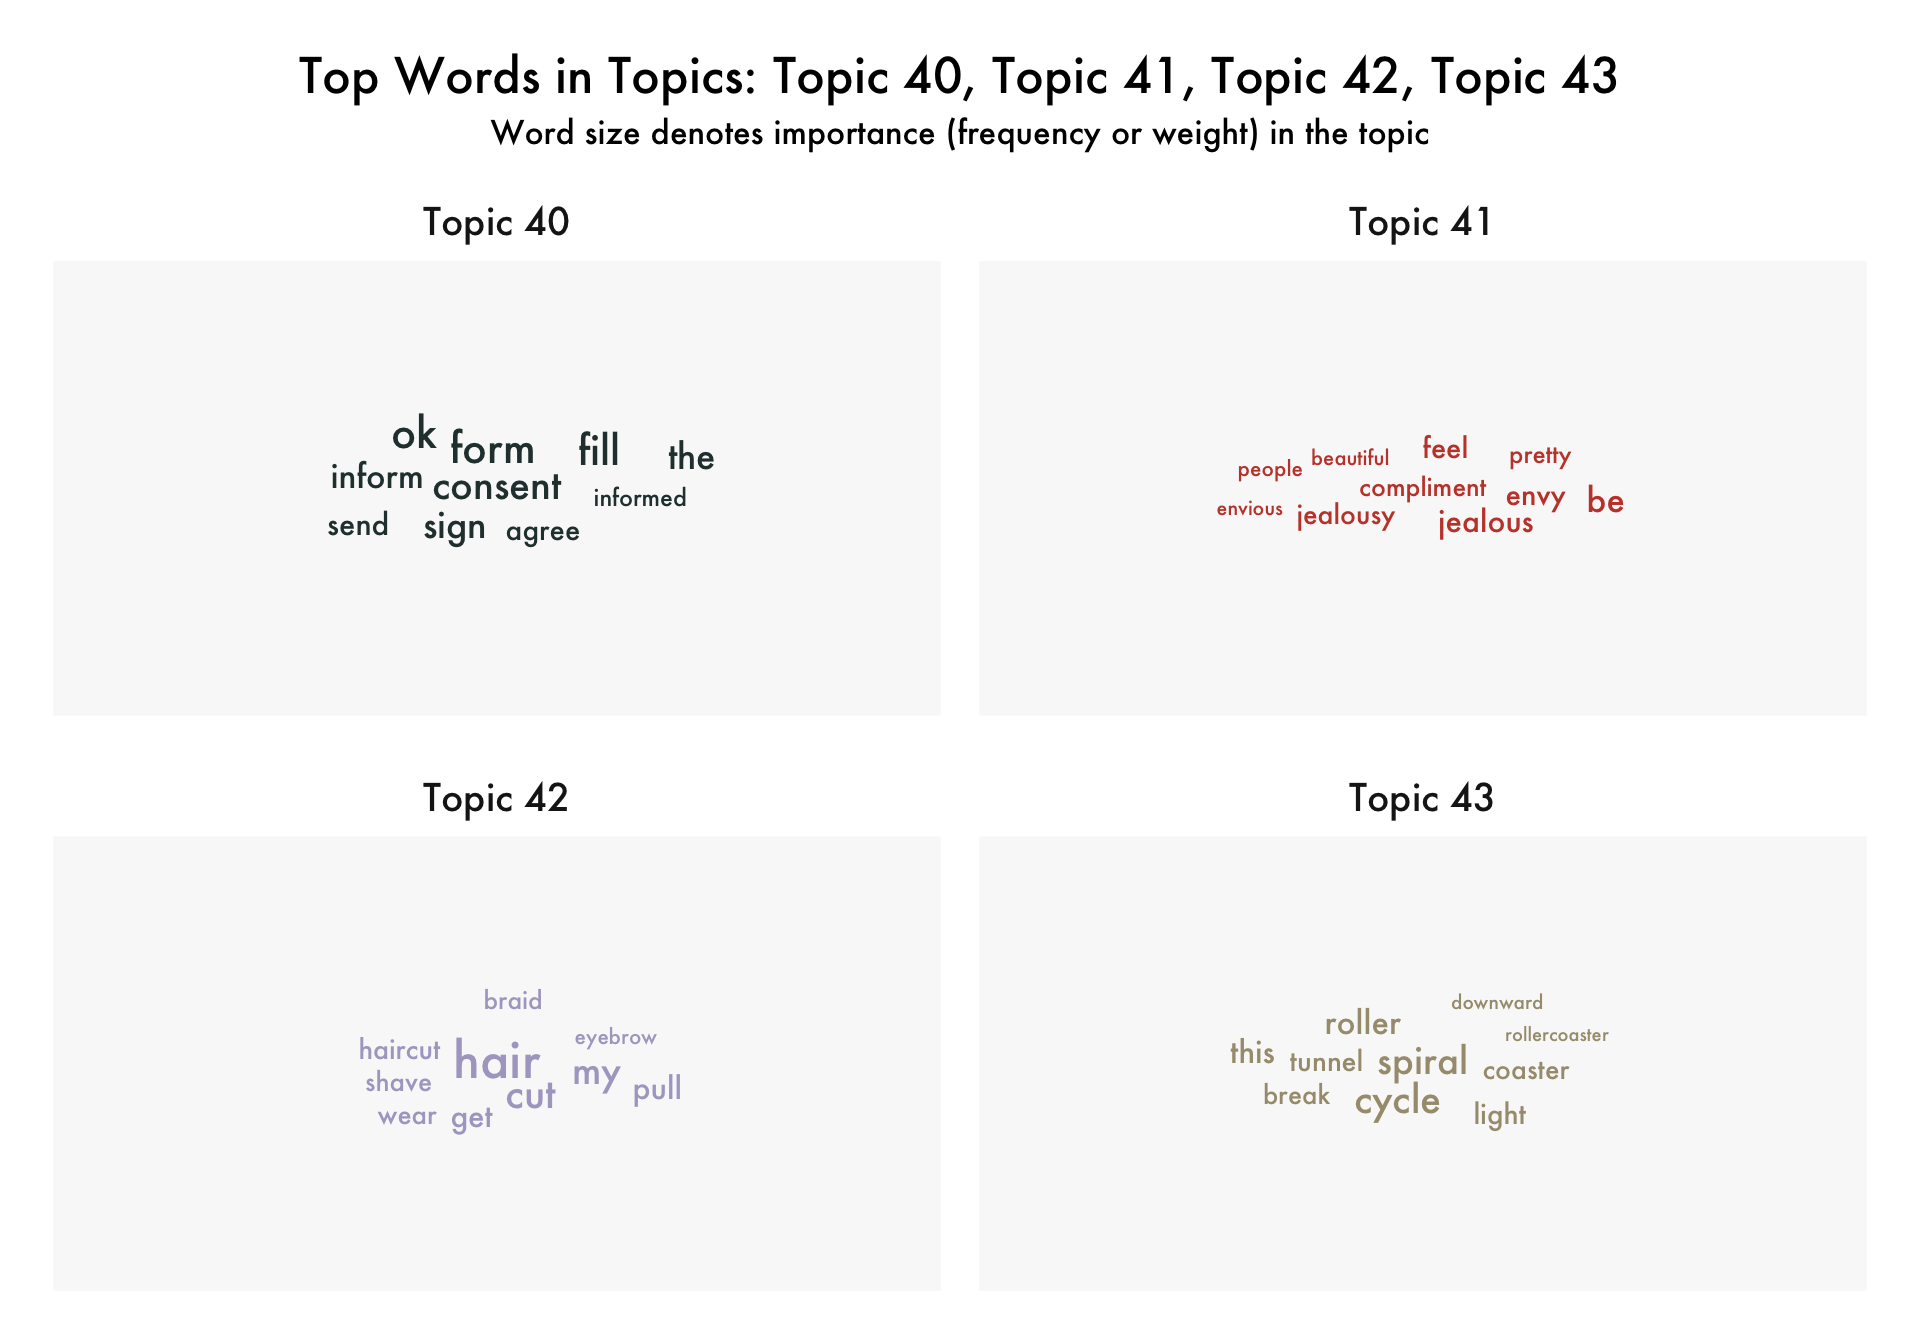 Top Words in Topics: Topic 40, Topic 41, Topic 42, Topic 43
Word size denotes importance (frequency or weight) in the topic
Topic 40
ok form fill the
inform consent informed
send sign agree
Topic 41
people beautiful feel pretty
compliment envy be
envious jealousy jealous
Topic 42
braid
haircut hair eyebrow
shave cut my pull
wear get
Topic 43
roller downward
rollercoaster
this tunnel spiral coaster
break cycle light